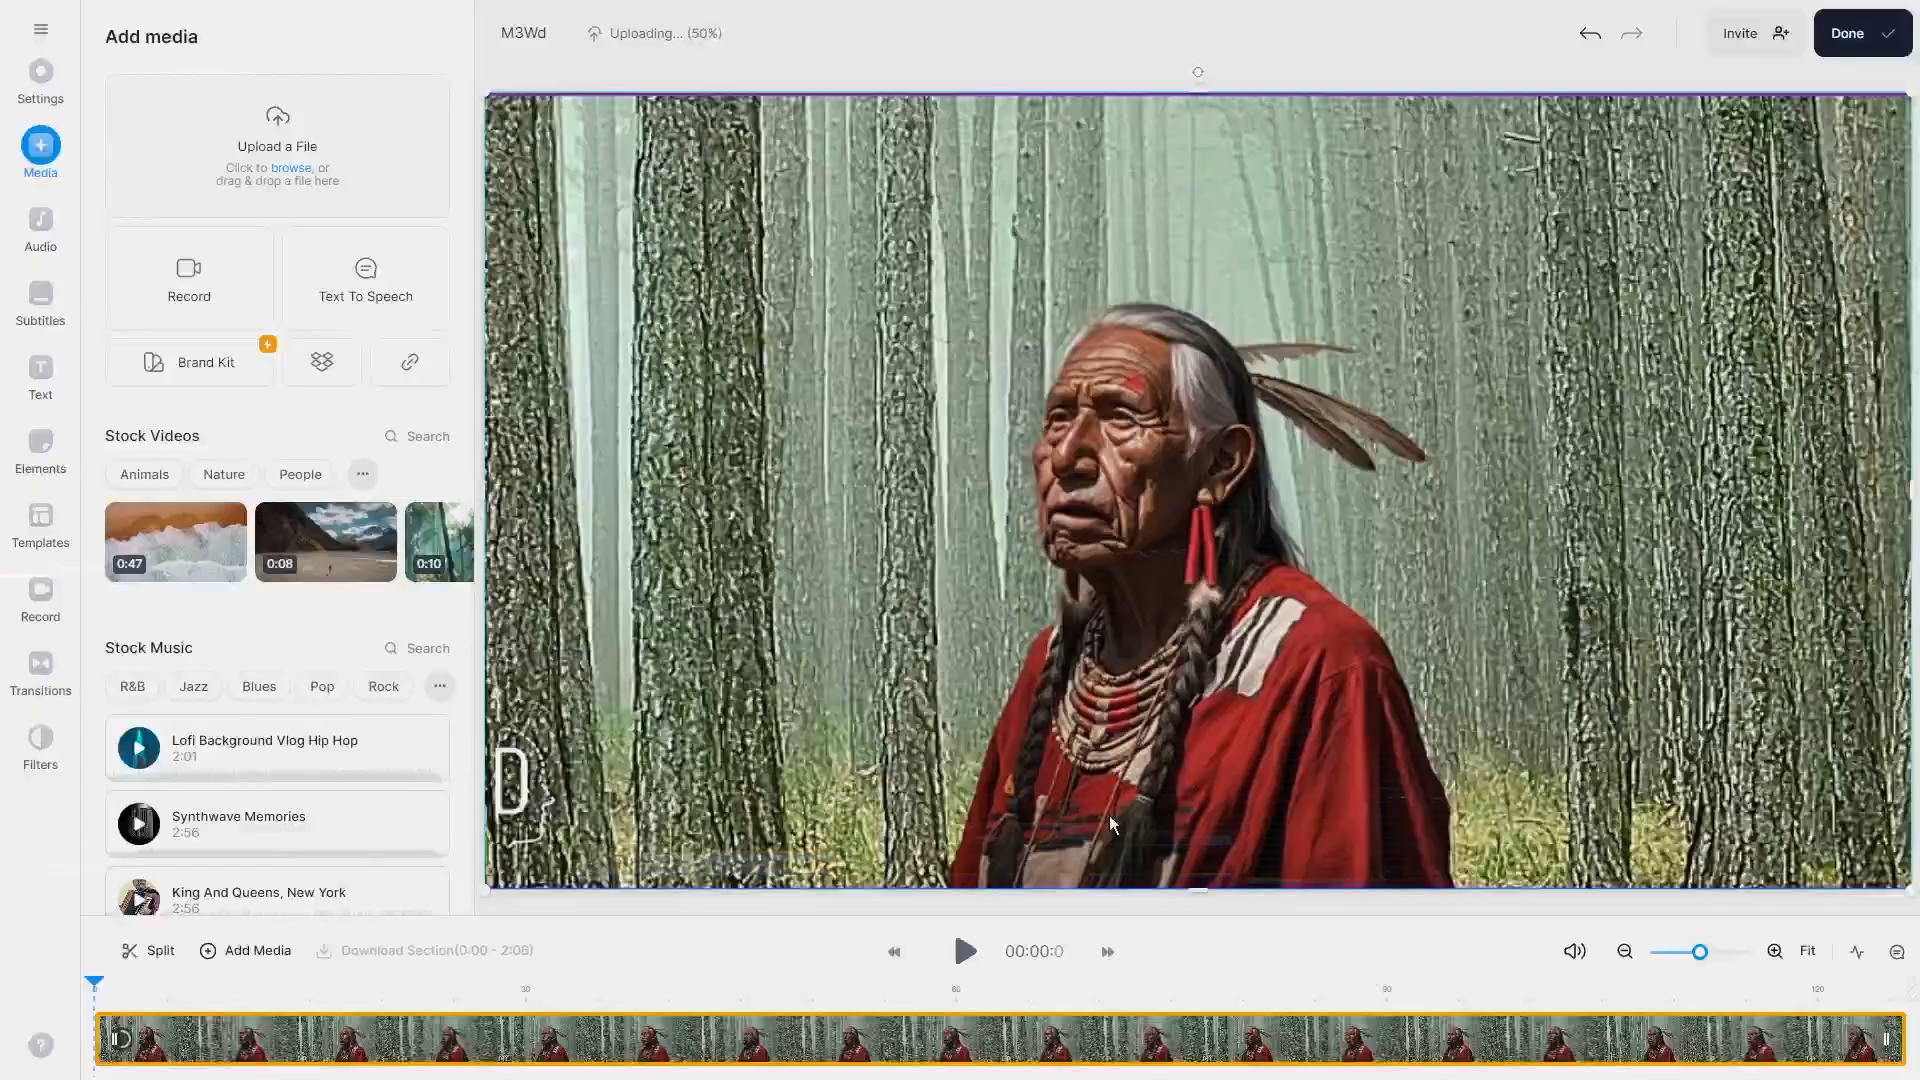 Add media
M3Wd
Uploading... (50%)
Invite
Done
Settings
Media
Audio
Subtitles
Text
Elements
Templates
Record
Transitions
Filters
Upload a File
Click to browse, or
drag & drop a file here
Record
Text To Speech
Brand Kit
Stock Videos
Search
Animals
Nature
People
0:47
0:08
0:10
Stock Music
Search
R&B
Jazz
Blues
Pop
Rock
Lofi Background Vlog Hip Hop
2:01
Synthwave Memories
2:56
King And Queens, New York
2:56
D
Split
Add Media
Download Section(0:00 - 2:06)
00:00:0
Fit
0
30
60
90
120